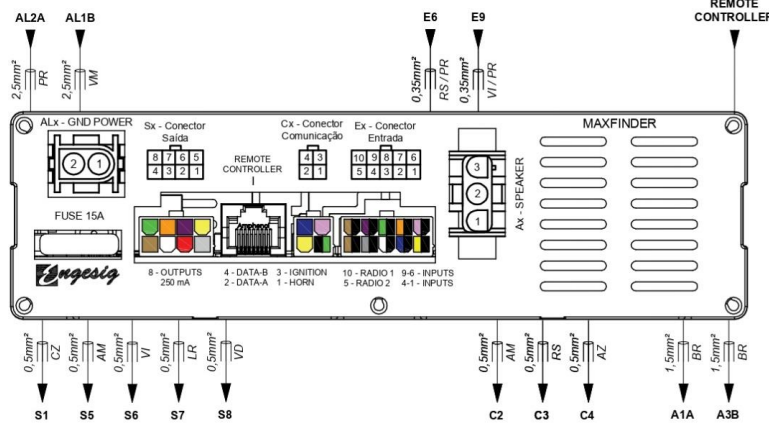 REMOTE
CONTROLLER
AL2A
AL1B
E6
E9
2,5mm²
PR
2,5mm²
VM
0,35mm²
RS / PR
0,35mm²
VI / PR
ALx - GND POWER
2
1
Sx - Conector
Saída
8 7 6 5
4 3 2 1
REMOTE
CONTROLLER
Cx - Conector
Comunicação
4 3
2 1
Ex - Conector
Entrada
10 9 8 7 6
5 4 3 2 1
3
2
1
Ax - SPEAKER
MAXFINDER
FUSE 15A
Engesig
8 - OUTPUTS
250 mA
4 - DATA-B
2 - DATA-A
3 - IGNITION
1 - HORN
10 - RADIO 1
5 - RADIO 2
9-6 - INPUTS
4-1 - INPUTS
0,5mm²
CZ
0,5mm²
AM
0,5mm²
VI
0,5mm²
LR
0,5mm²
VD
0,5mm²
AM
0,5mm²
RS
0,5mm²
AZ
1,5mm²
BR
1,5mm²
BR
S1
S5
S6
S7
S8
C2
C3
C4
A1A
A3B